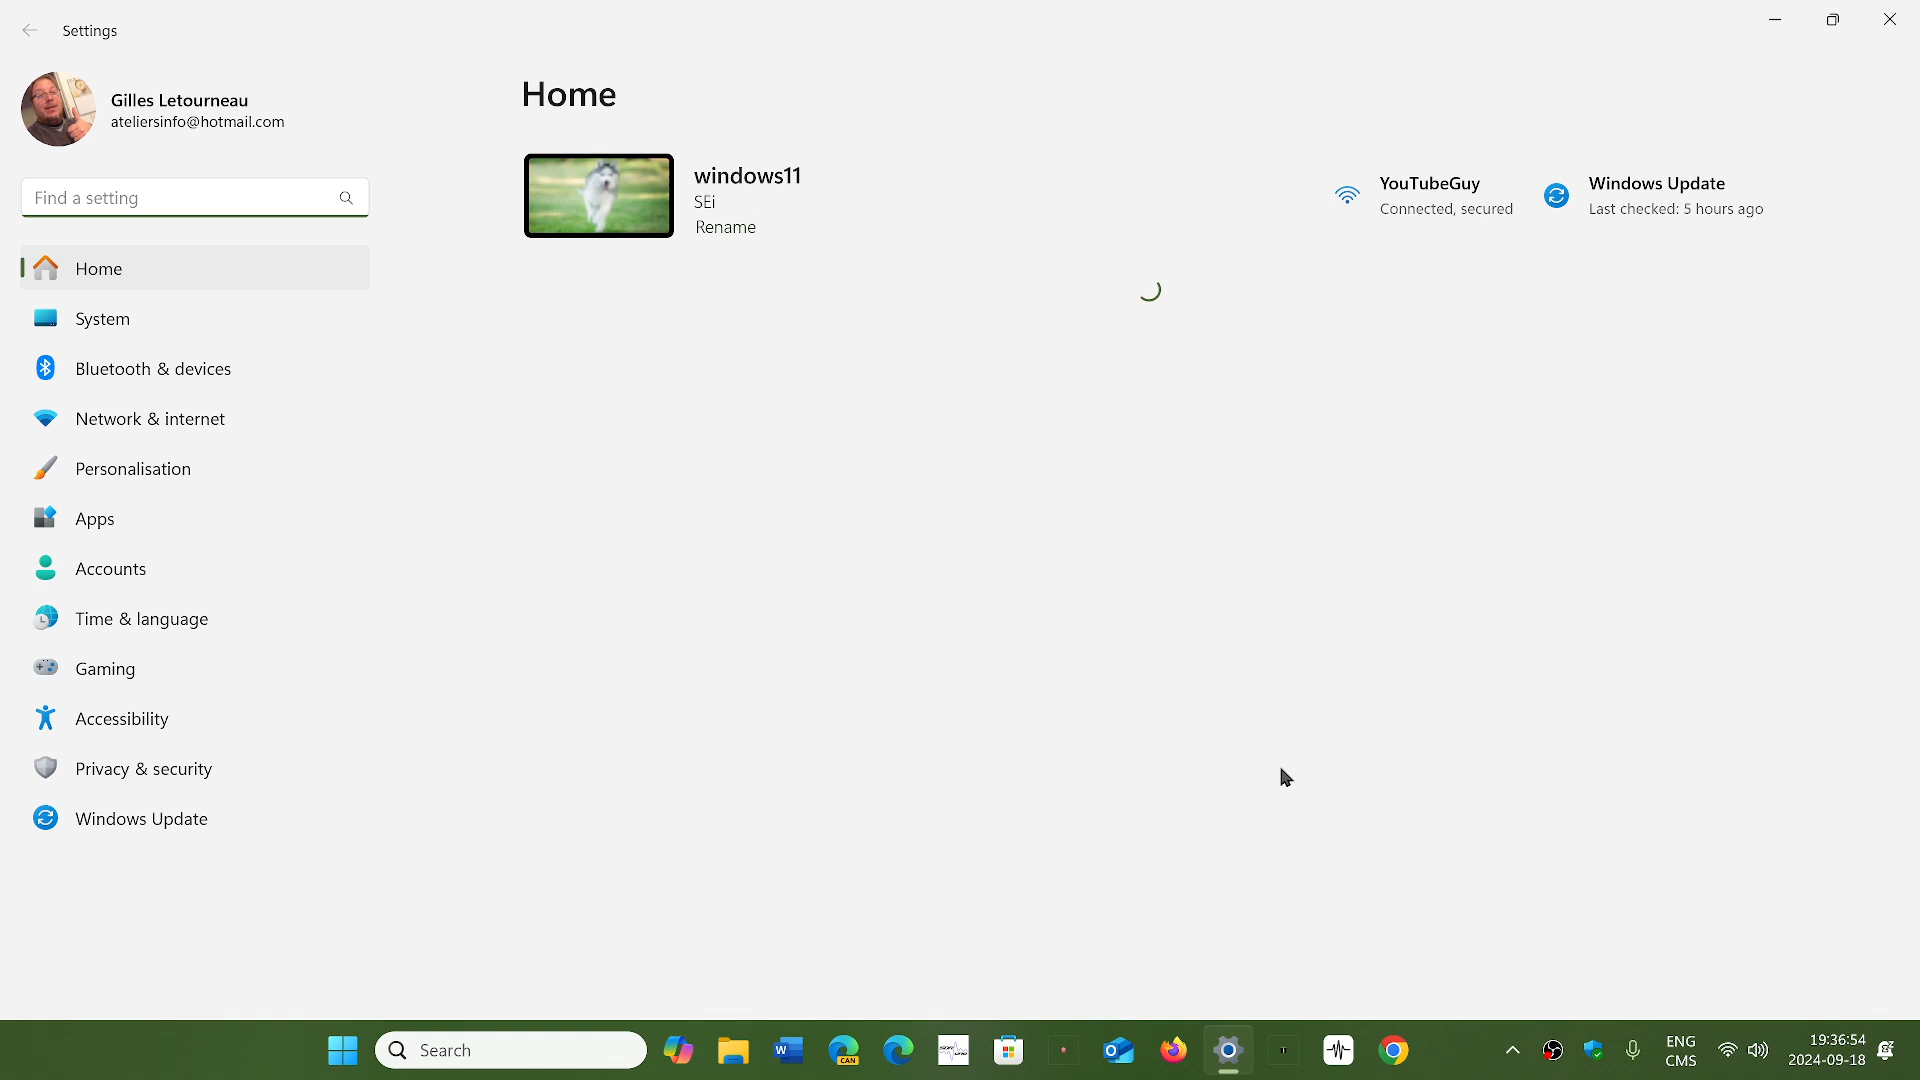 Settings
Gilles Letourneau
ateliersinfo@hotmail.com
Find a setting
Home
System
Bluetooth & devices
Network & internet
Personalisation
Apps
Accounts
Time & language
Gaming
Accessibility
Privacy & security
Windows Update
Home
windows11
SEi
Rename
YouTubeGuy
Connected, secured
Windows Update
Last checked: 5 hours ago
Search
W
CAN
ENG
CMS
19:36:54
2024-09-18